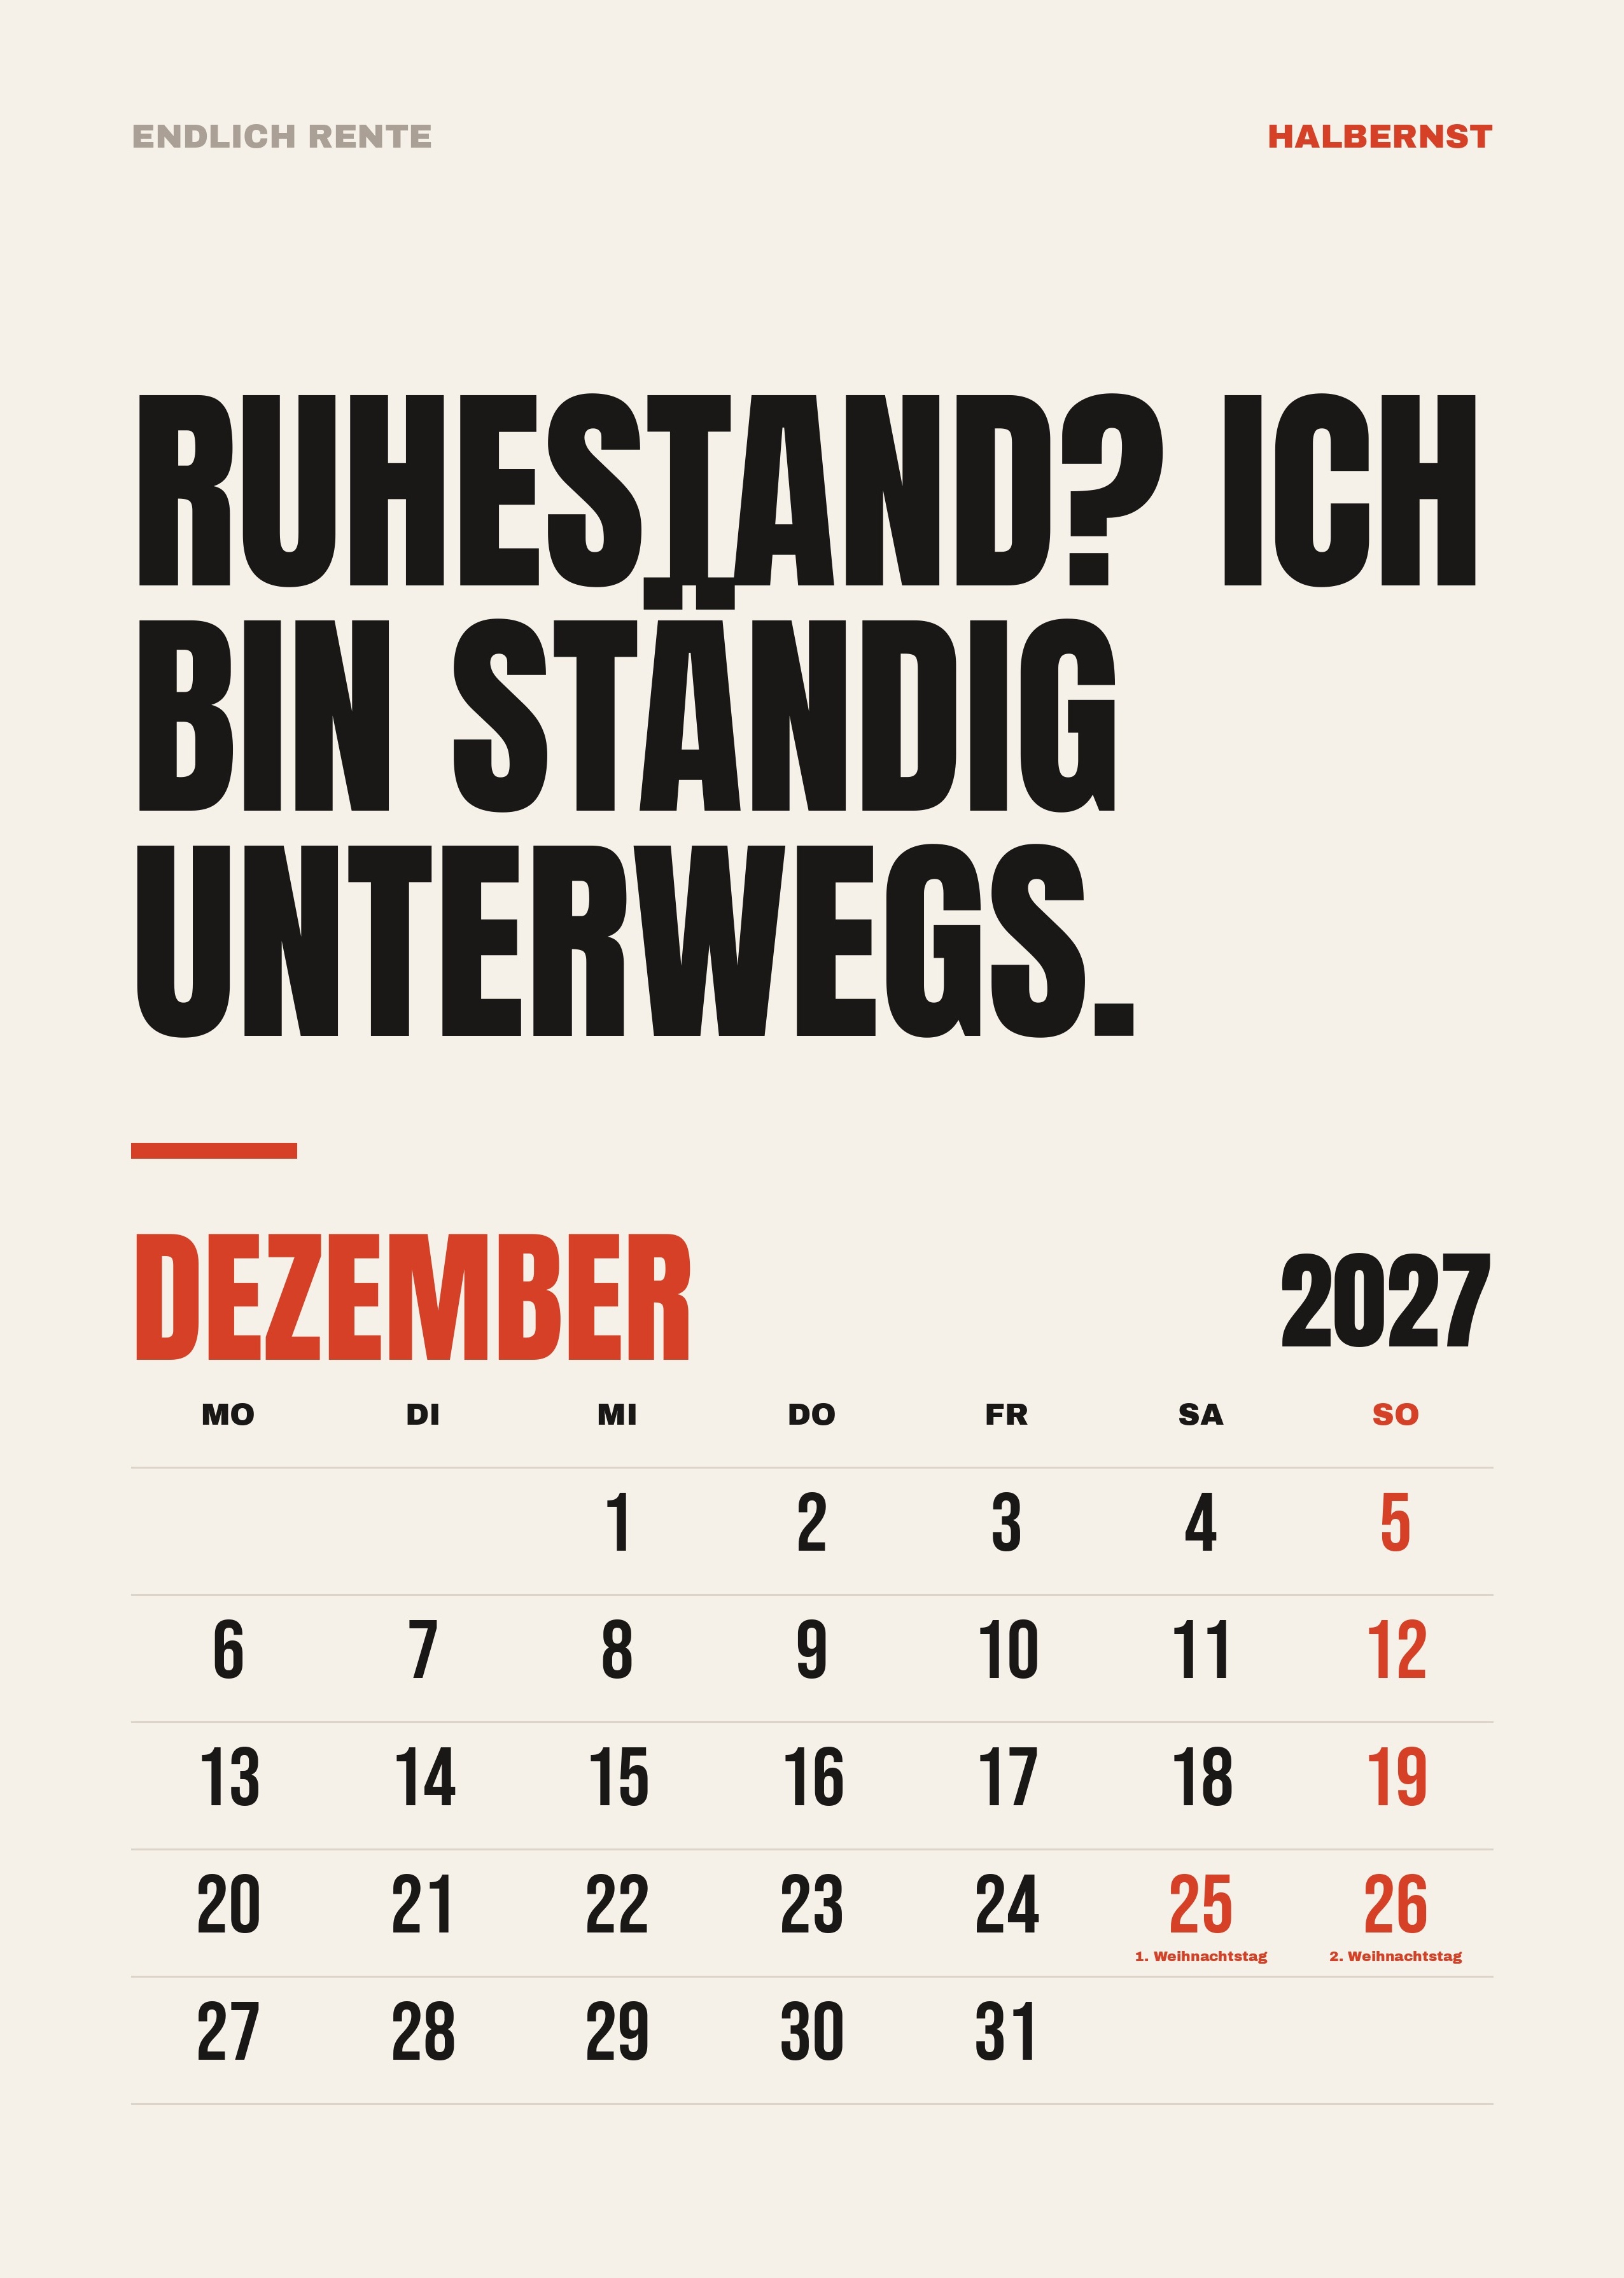 ENDLICH RENTE HALBERNST
RUHESTAND? ICH
BIN STÄNDIG
UNTERWEGS.
DEZEMBER 2027
MO DI MI DO FR SA SO
1 2 3 4 5
6 7 8 9 10 11 12
13 14 15 16 17 18 19
20 21 22 23 24 25 26
1. Weihnachtstag 2. Weihnachtstag
27 28 29 30 31